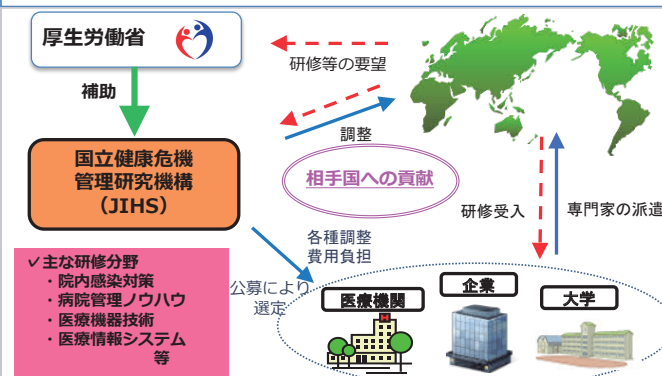 厚生労働省
研修等の要望
補助
調整
国立健康危機
管理研究機構
（JIHS）
相手国への貢献
研修受入
専門家の派遣
各種調整
費用負担
公募により
選定
✓主な研修分野
・院内感染対策
・病院管理ノウハウ
・医療機器技術
・医療情報システム
等
医療機関
企業
大学